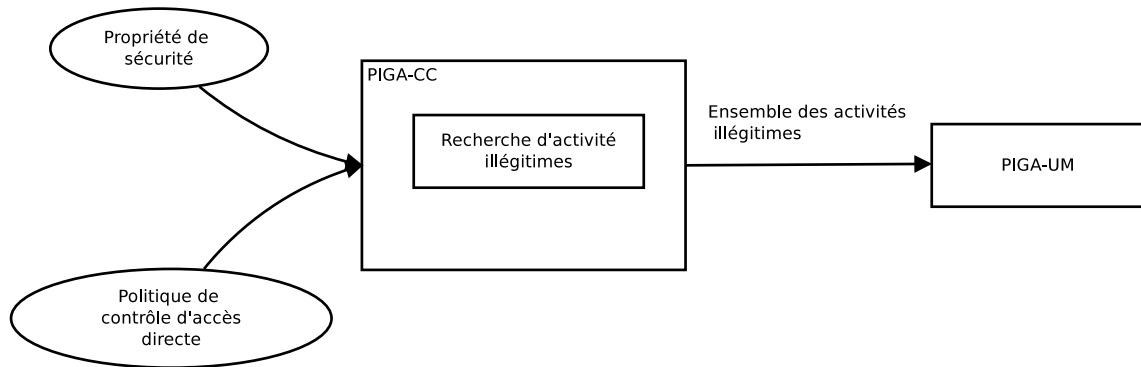 Propriété de
sécurité
PIGA-CC
Recherche d'activité
illégitimes
Ensemble des activités
illégitimes
PIGA-UM
Politique de
contrôle d'accès
directe